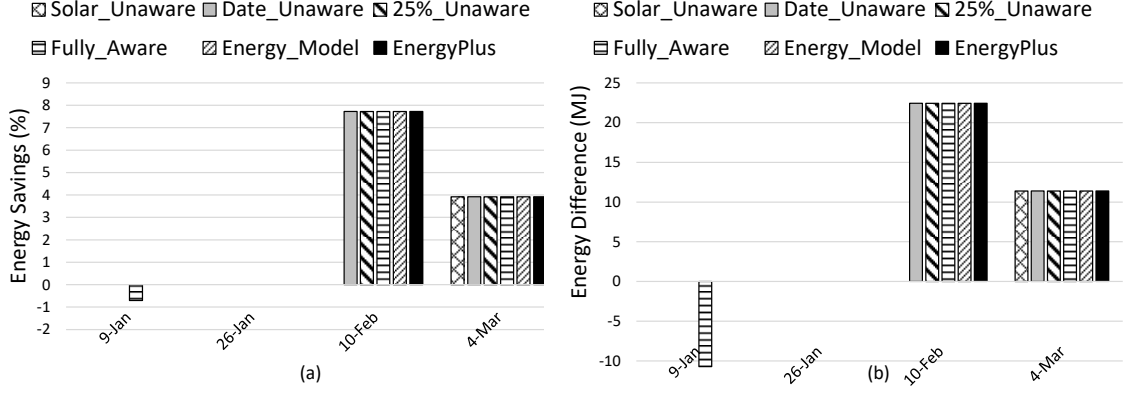 Solar_Unaware Date_Unaware 25%_Unaware
Fully_Aware Energy_Model EnergyPlus
Energy Savings (%)
9
8
7
6
5
4
3
2
1
0
-1
-2
9-Jan 26-Jan 10-Feb 4-Mar
(a)
Solar_Unaware Date_Unaware 25%_Unaware
Fully_Aware Energy_Model EnergyPlus
Energy Difference (MJ)
25
20
15
10
5
0
-5
-10
9-Jan 26-Jan 10-Feb 4-Mar
(b)